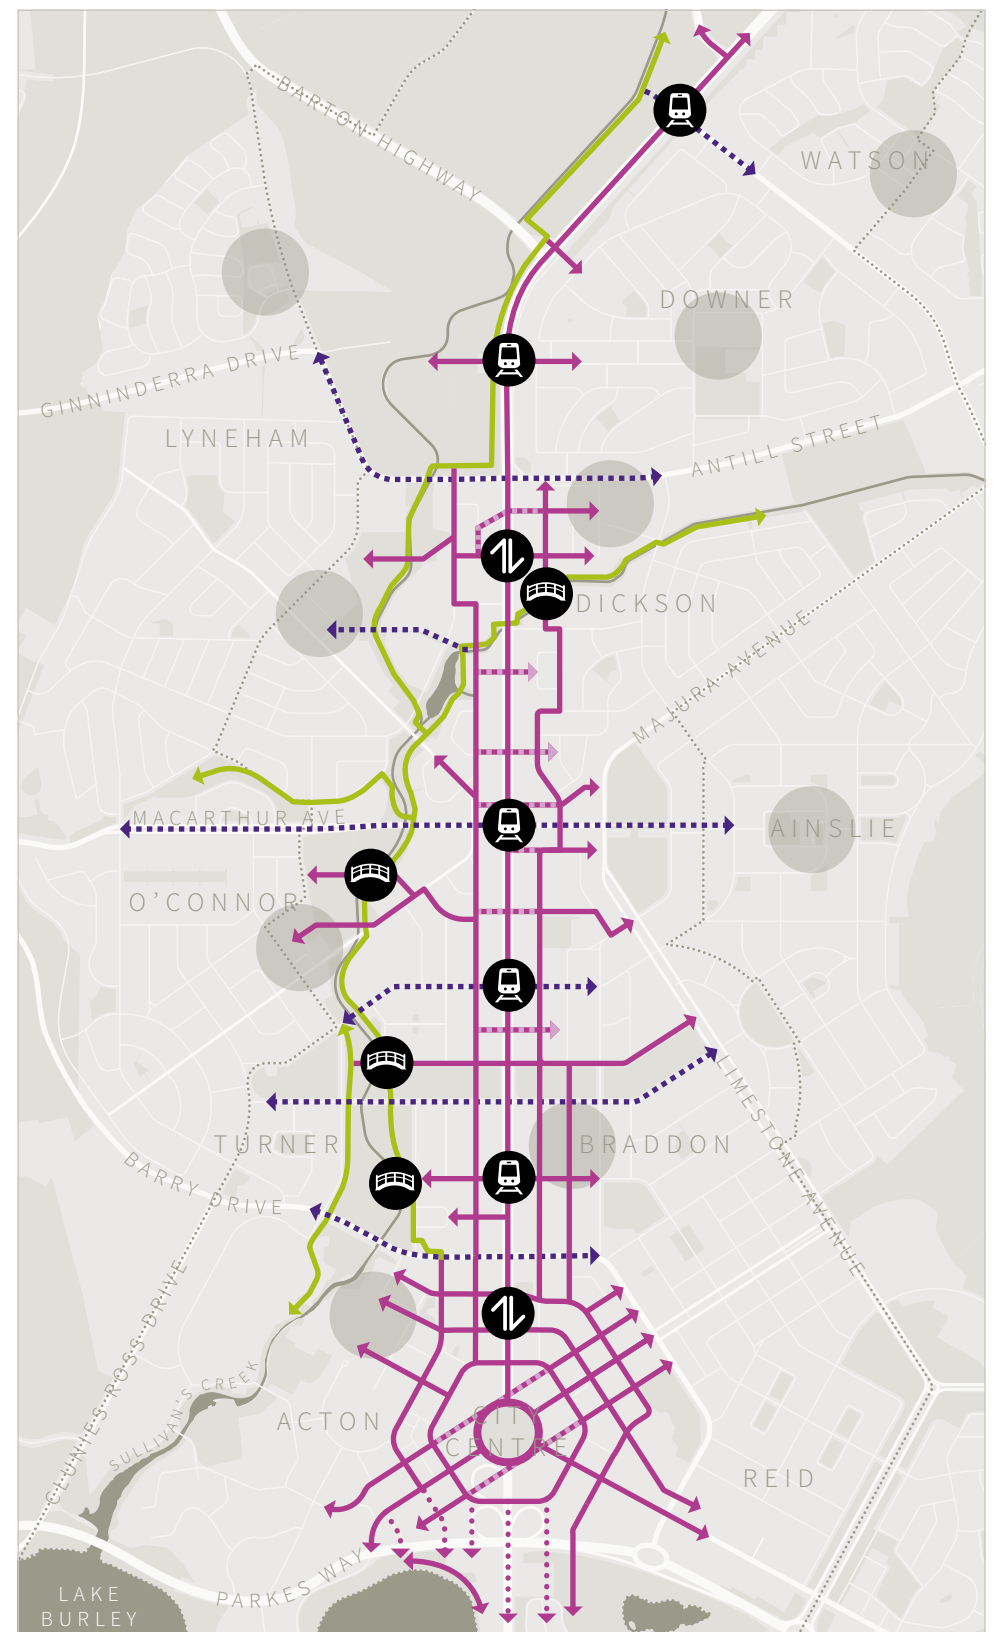 BARTON HIGHWAY
WATSON
DOWNER
GINNINDERRA DRIVE
LYNEHAM
ANTILL STREET
DICKSON
MAJURA AVENUE
MACARTHUR AVE
AINSLIE
O'CONNOR
TURNER
BRADDON
LIMESTONE AVENUE
BARRY DRIVE
CLUNIES ROSS DRIVE
SULLIVAN'S CREEK
ACTON
CITY
CENTRE
REID
PARKES WAY
LAKE
BURLEY